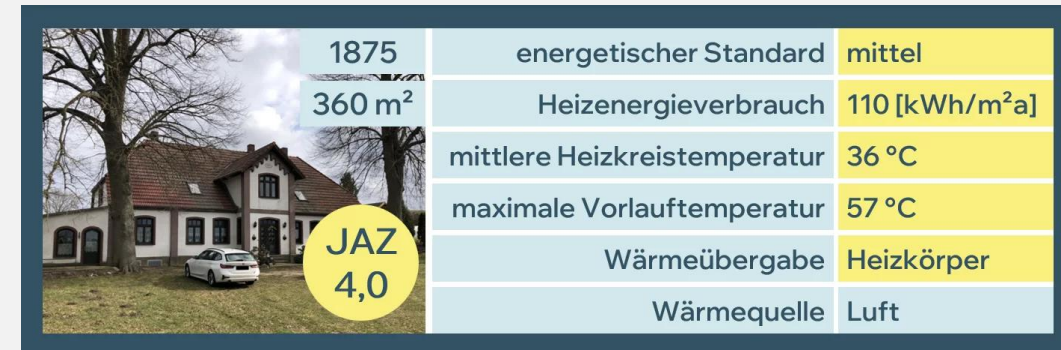 1875
360 m²
JAZ
4,0
energetischer Standard mittel
Heizenergieverbrauch 110 [kWh/m²a]
mittlere Heizkreistemperatur 36 °C
maximale Vorlauftemperatur 57 °C
Wärmeübergabe Heizkörper
Wärmequelle Luft